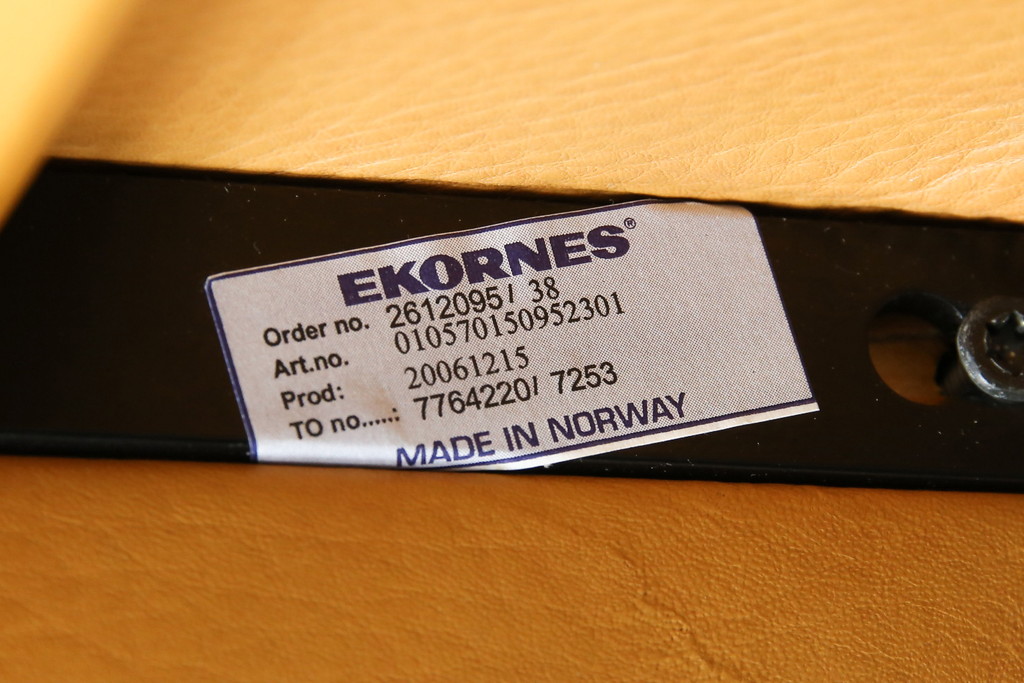 EKORNES®
Order no. 2612095/ 38
Art.no. 010570150952301
Prod: 20061215
TO no.....: 7764220/ 7253
MADE IN NORWAY